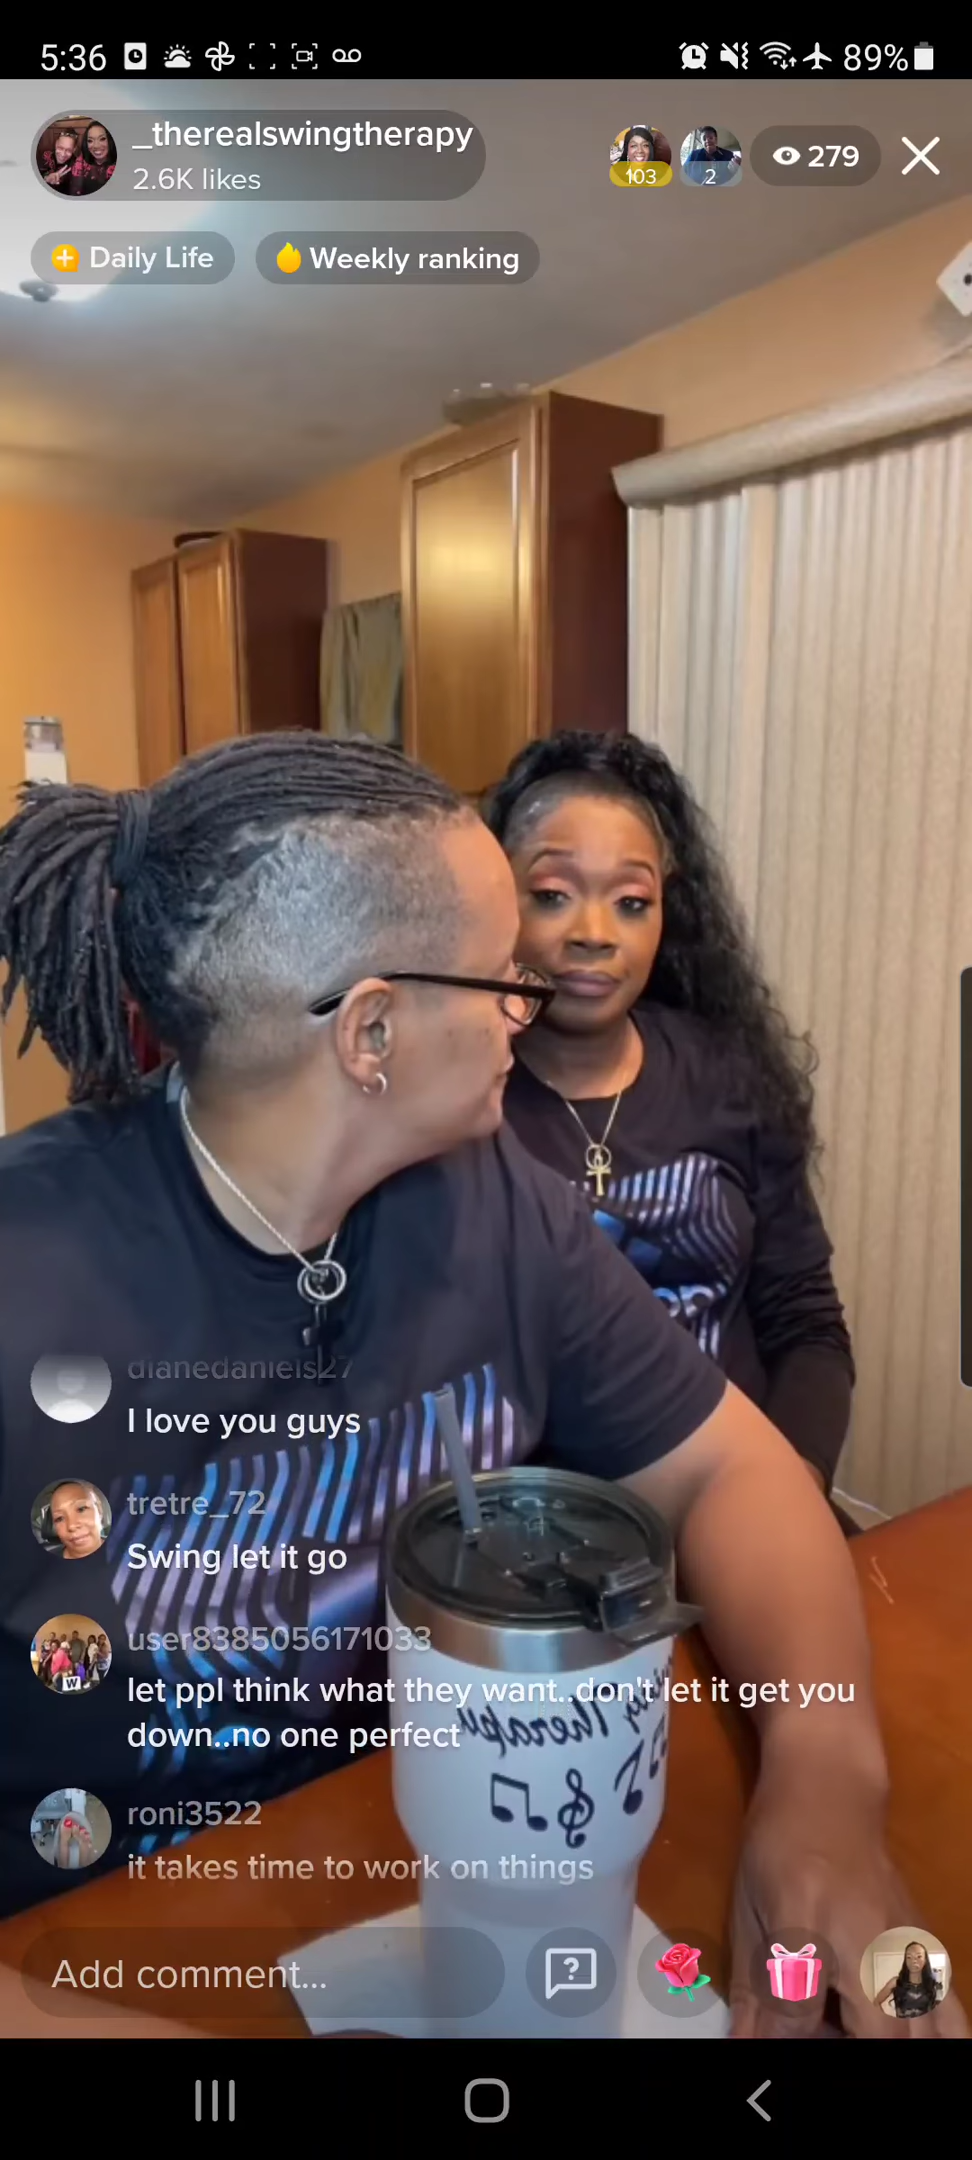 5:36
89%
_therealswingtherapy
2.6K likes
103
2
279
Daily Life
Weekly ranking
dianedaniels27
I love you guys
tretre_72
Swing let it go
user8385056171033
W
let ppl think what they want..don't let it get you
down..no one perfect
Therapy
roni3522
it takes time to work on things
Add comment...